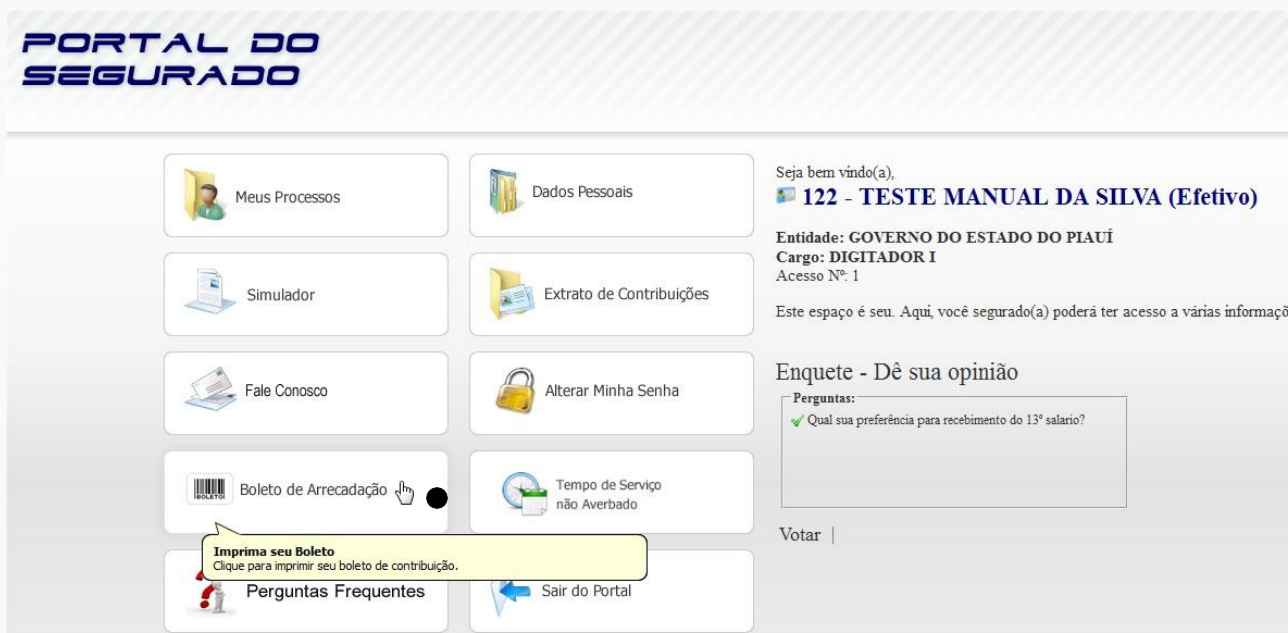 PORTAL DO
SEGURADO
Meus Processos
Dados Pessoais
Simulador
Extrato de Contribuições
Fale Conosco
Alterar Minha Senha
BOLETO
Boleto de Arrecadação
Tempo de Serviço
não Averbado
Imprima seu Boleto
Clique para imprimir seu boleto de contribuição.
Perguntas Frequentes
Sair do Portal
Seja bem vindo(a),
122 - TESTE MANUAL DA SILVA (Efetivo)
Entidade: GOVERNO DO ESTADO DO PIAUÍ
Cargo: DIGITADOR I
Acesso Nº: 1
Este espaço é seu. Aqui, você segurado(a) poderá ter acesso a várias informaçõ
Enquete - Dê sua opinião
Perguntas:
Qual sua preferência para recebimento do 13º salario?
Votar |